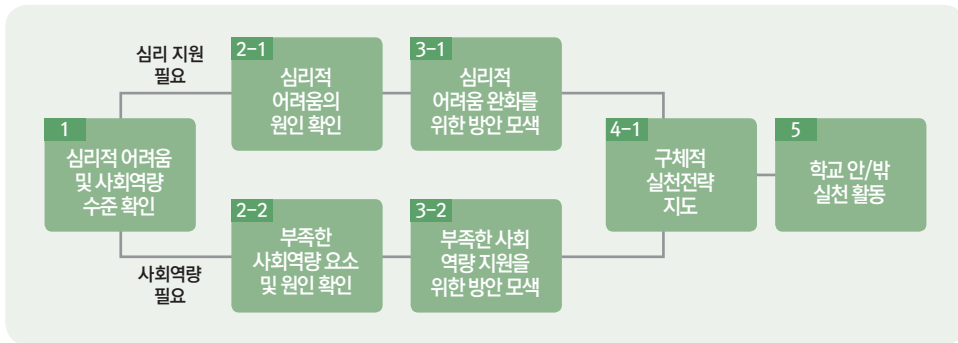 심리 지원
필요
2-1
심리적
어려움의
원인 확인
3-1
심리적
어려움 완화를
위한 방안 모색
1
심리적 어려움
및 사회역량
수준 확인
4-1
구체적
실천전략
지도
5
학교 안/밖
실천 활동
사회역량
필요
2-2
부족한
사회역량 요소
및 원인 확인
3-2
부족한 사회
역량 지원을
위한 방안 모색